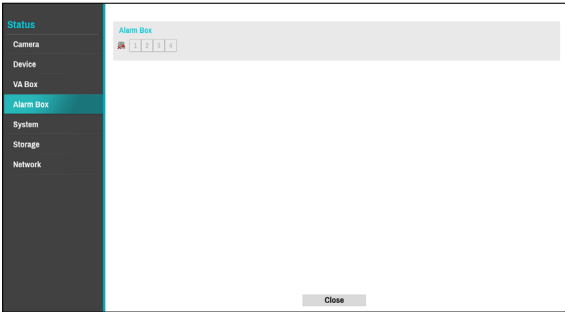 Status
Camera
Device
VA Box
Alarm Box
System
Storage
Network
Alarm Box
1 2 3 4
Close